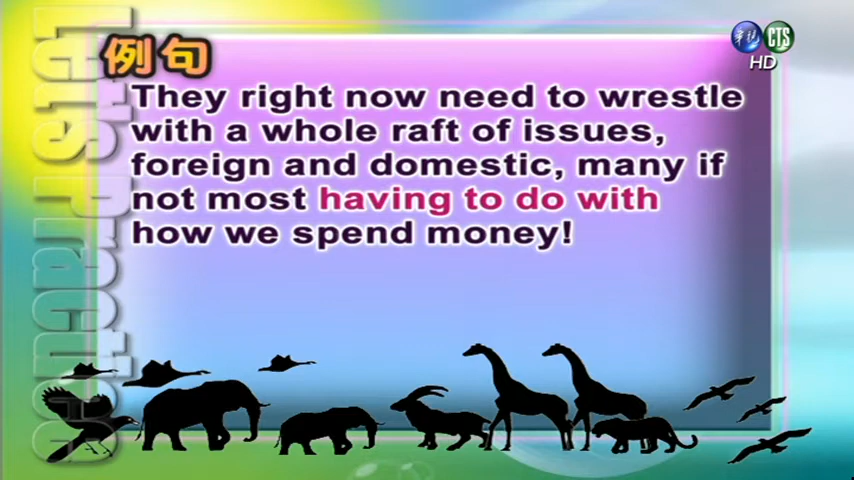 例句
華視 CTS
HD
They right now need to wrestle
with a whole raft of issues,
foreign and domestic, many if
not most having to do with
how we spend money!
Let's Practice